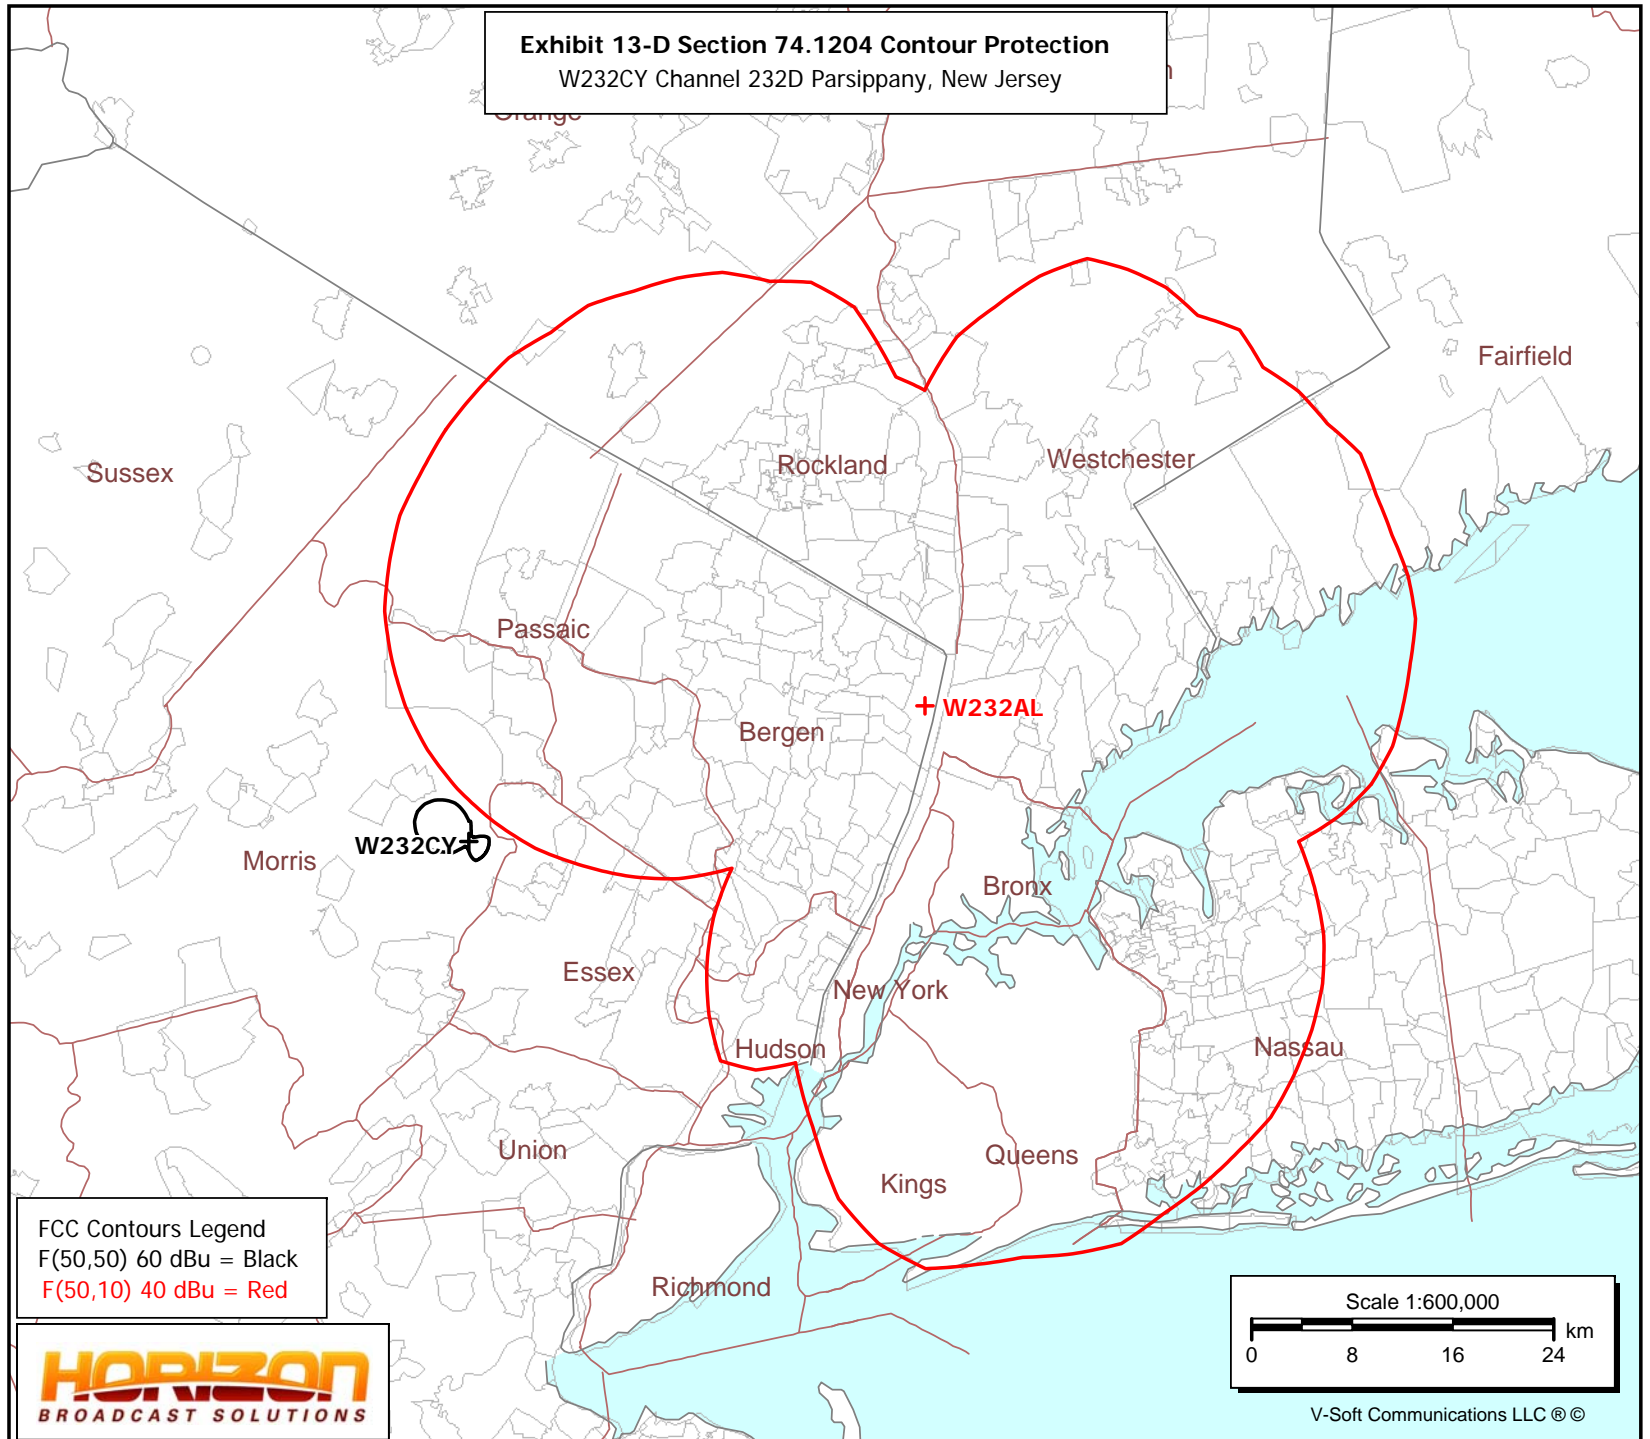 Exhibit 13-D Section 74.1204 Contour Protection
W232CY Channel 232D Parsippany, New Jersey
Orange
Fairfield
Sussex
Rockland
Westchester
Passaic
W232AL
Bergen
W232CY
Morris
Bronx
Essex
New York
Hudson
Nassau
Union
Queens
Kings
Richmond
FCC Contours Legend
F(50,50) 60 dBu = Black
F(50,10) 40 dBu = Red
HORIZON
BROADCAST SOLUTIONS
Scale 1:600,000
km
0 8 16 24
V-Soft Communications LLC ® ©